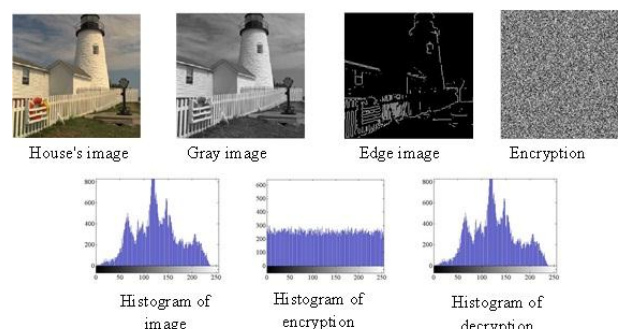 House's image
Gray image
Edge image
Encryption
800
600
400
200
0
0 50 100 150 200 250
600
500
400
300
200
100
0
0 50 100 150 200 250
800
600
400
200
0
0 50 100 150 200 250
Histogram of
image
Histogram of
encryption
Histogram of
decryption